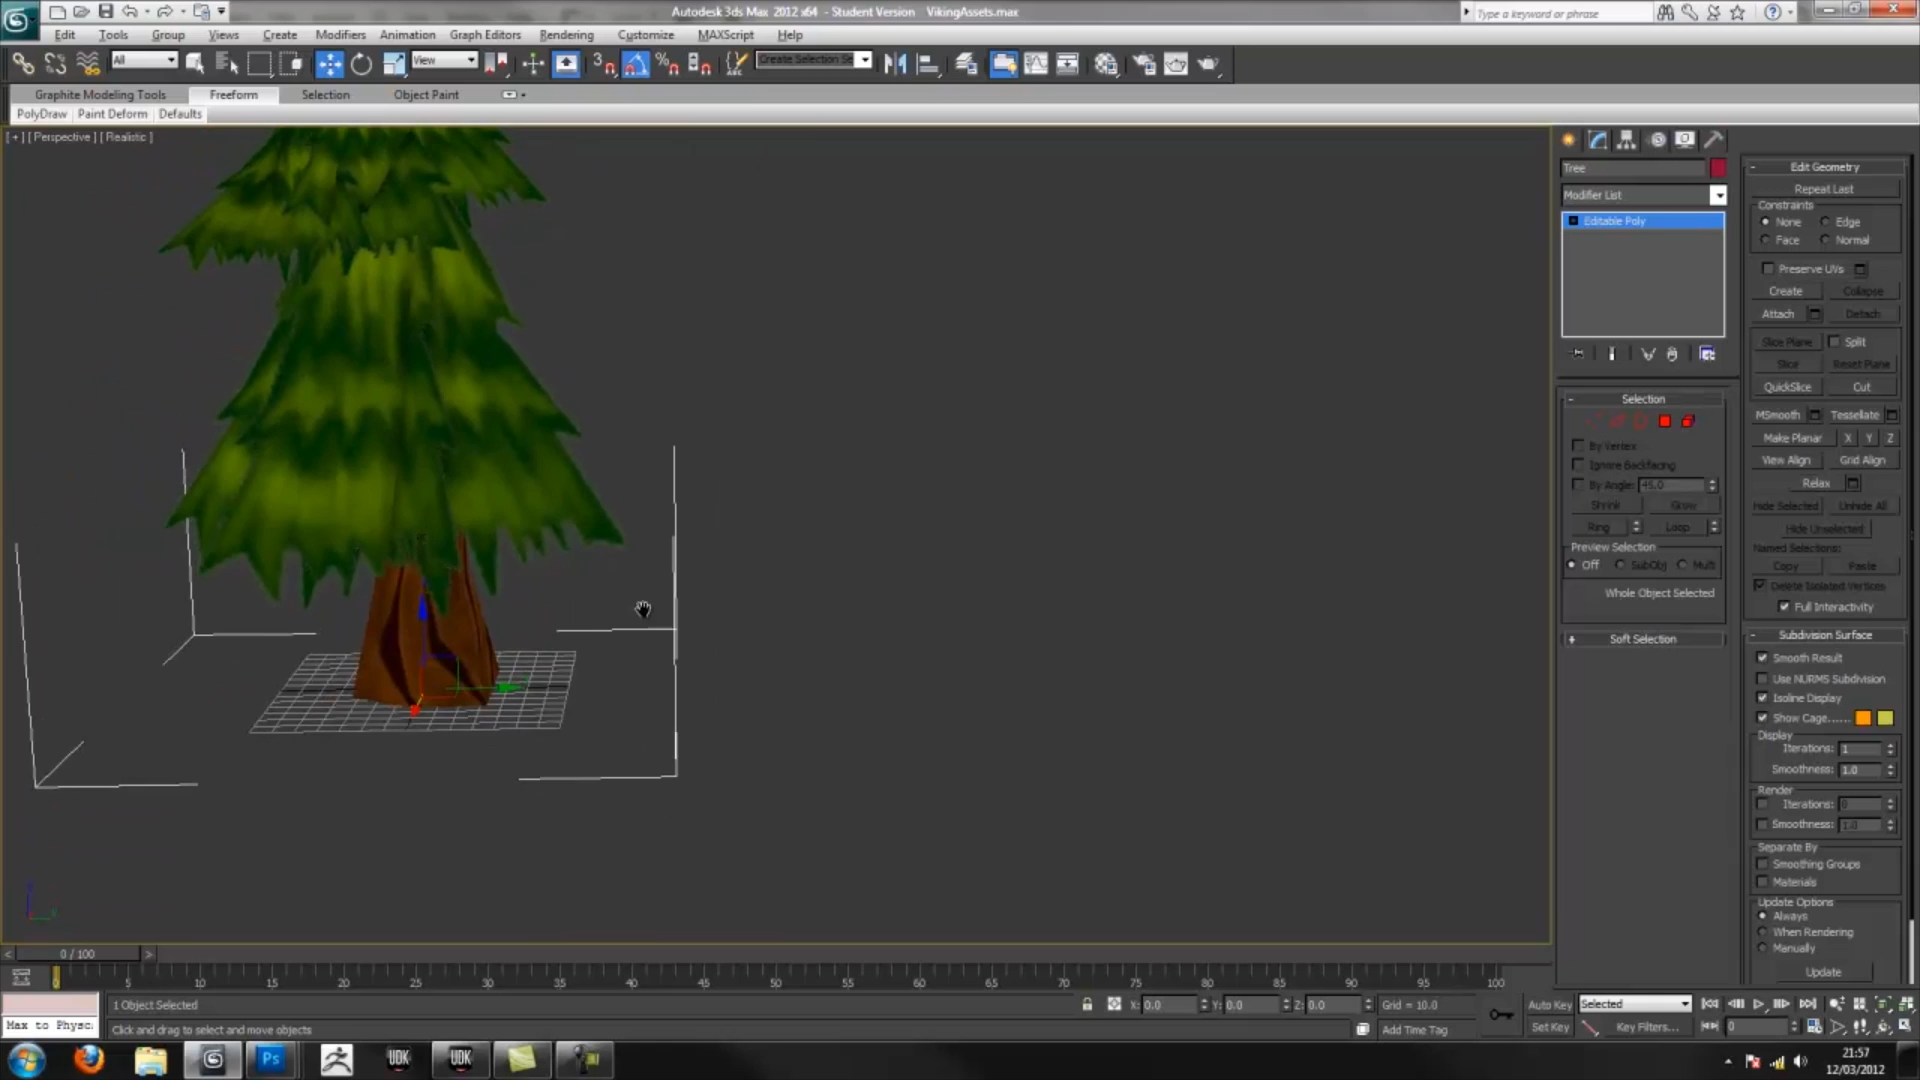 Autodesk 3ds Max 2012 x64 - Student Version VikingAssets.max
Type a keyword or phrase
Edit Tools Group Views Create Modifiers Animation Graph Editors Rendering Customize MAXScript Help
All View Create Selection Se
Graphite Modeling Tools Freeform Selection Object Paint
PolyDraw Paint Deform Defaults
[ + ] [ Perspective ] [ Realistic ]
Tree
Modifier List
Editable Poly
Selection
By Vertex
Ignore Backfacing
By Angle: 45.0
Shrink Grow
Ring Loop
Preview Selection
Off SubObj Multi
Whole Object Selected
Soft Selection
Edit Geometry
Repeat Last
Constraints
None Edge
Face Normal
Preserve UVs
Create Collapse
Attach Detach
Slice Plane Split
Slice Reset Plane
QuickSlice Cut
MSmooth Tessellate
Make Planar X Y Z
View Align Grid Align
Relax
Hide Selected Unhide All
Hide Unselected
Named Selections:
Copy Paste
Delete Isolated Vertices
Full Interactivity
Subdivision Surface
Smooth Result
Use NURMS Subdivision
Isoline Display
Show Cage......
Display
Iterations: 1
Smoothness: 1.0
Render
Iterations: 0
Smoothness: 1.0
Separate By
Smoothing Groups
Materials
Update Options
Always
When Rendering
Manually
Update
0 / 100
5 10 15 20 25 30 35 40 45 50 55 60 65 70 75 80 85 90 95 100
1 Object Selected X: 0.0 Y: 0.0 Z: 0.0 Grid = 10.0 Auto Key Selected
Max to Physc: Click and drag to select and move objects Add Time Tag Set Key Key Filters... 0
Ps UDK UDK
21:57
12/03/2012